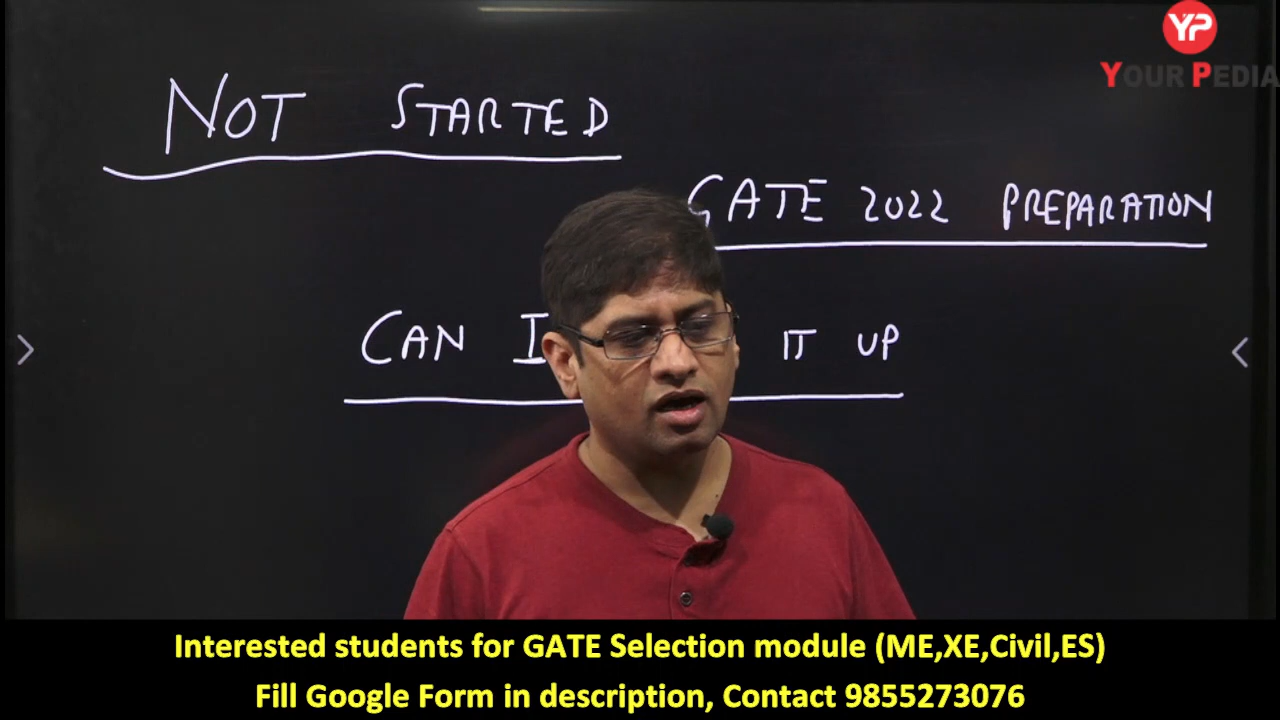 YP
YOUR PEDIA
NOT STARTED
GATE 2022 PREPARATION
CAN I IT UP
Interested students for GATE Selection module (ME,XE,Civil,ES)
Fill Google Form in description, Contact 9855273076